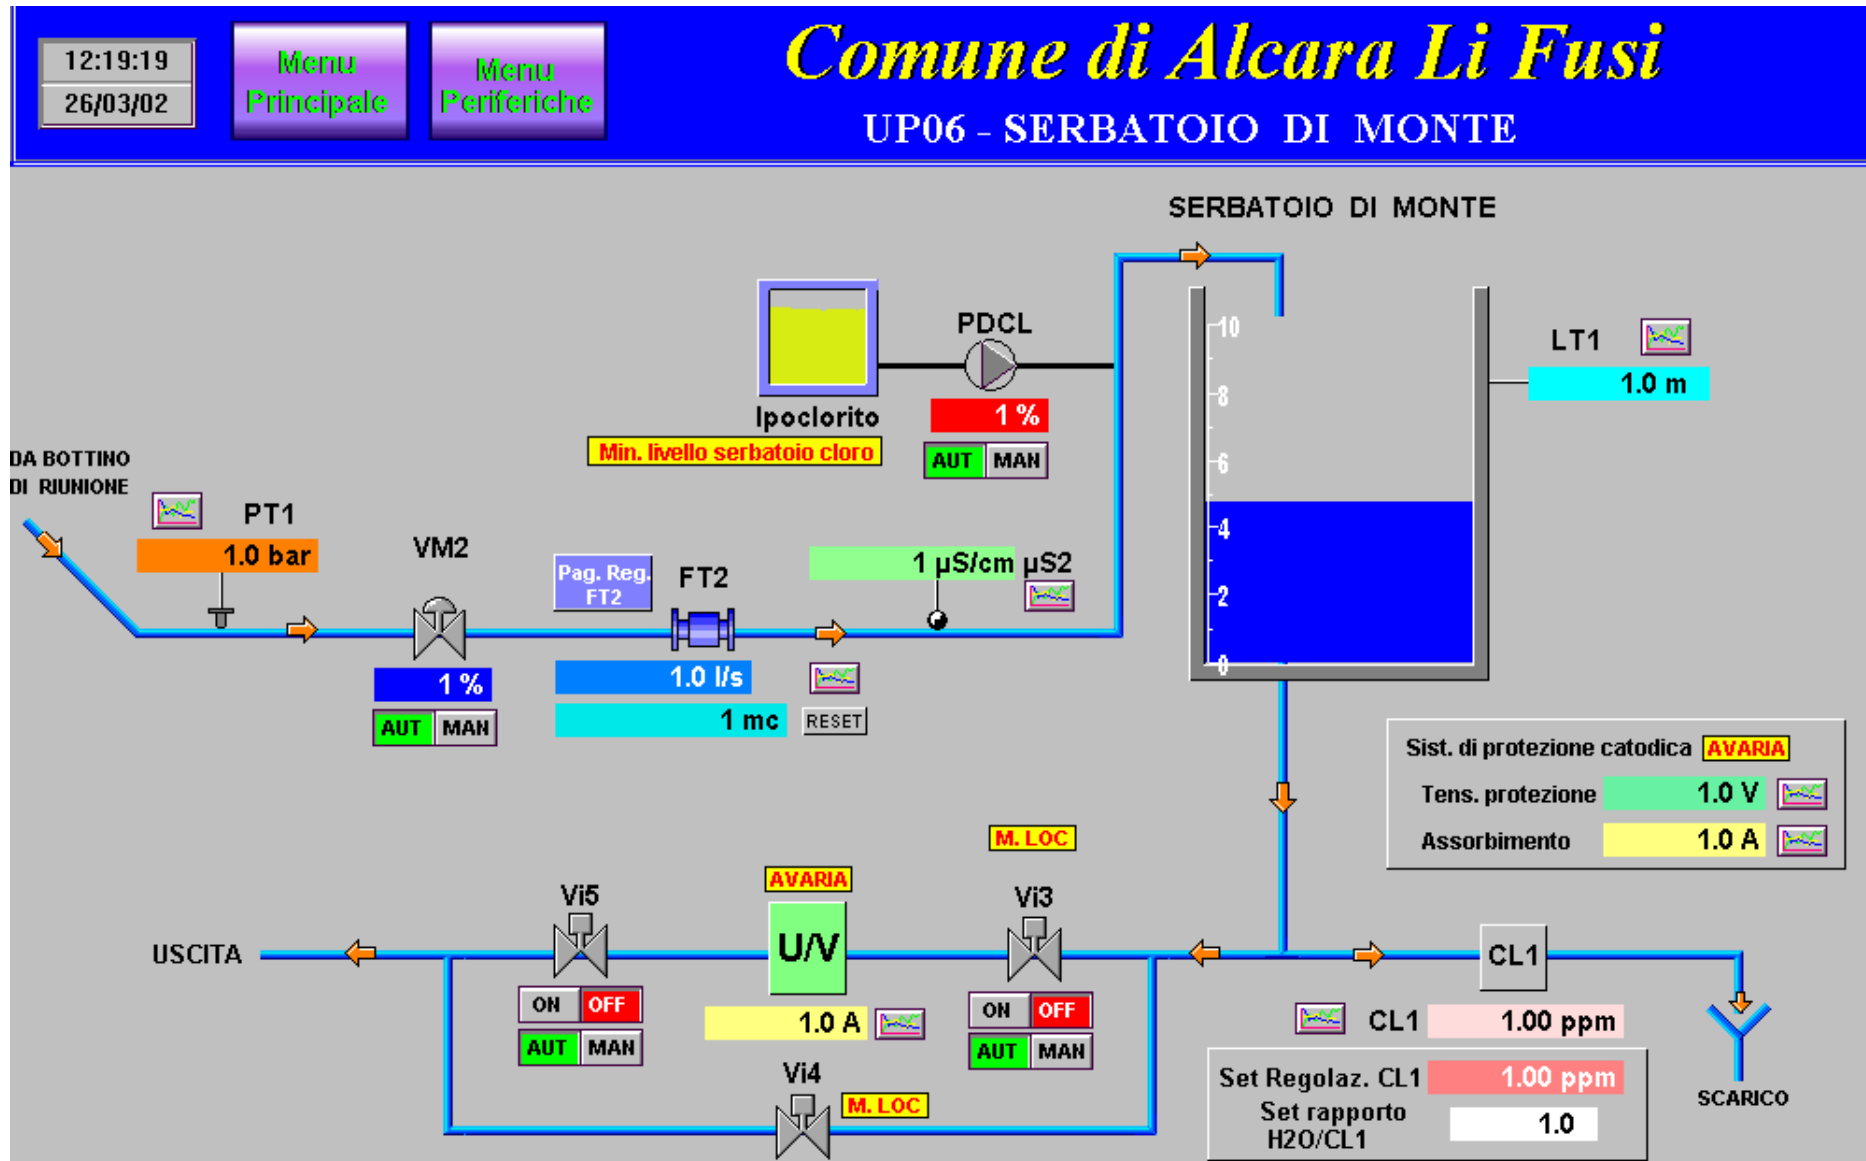 12:19:19
26/03/02
Menu
Principale
Menu
Periferiche
Comune di Alcara Li Fusi
UP06 - SERBATOIO DI MONTE
SERBATOIO DI MONTE
10
8
6
4
2
0
LT1
1.0 m
PDCL
1 %
AUT MAN
Ipoclorito
Min. livello serbatoio cloro
DA BOTTINO
DI RIUNIONE
PT1
1.0 bar
VM2
1 %
AUT MAN
Pag. Reg.
FT2
FT2
1.0 l/s
1 mc RESET
1 µS/cm µS2
Sist. di protezione catodica AVARIA
Tens. protezione 1.0 V
Assorbimento 1.0 A
M. LOC
Vi3
ON OFF
AUT MAN
AVARIA
U/V
1.0 A
Vi5
ON OFF
AUT MAN
USCITA
Vi4
M. LOC
CL1
CL1 1.00 ppm
Set Regolaz. CL1 1.00 ppm
Set rapporto
H2O/CL1 1.0
SCARICO